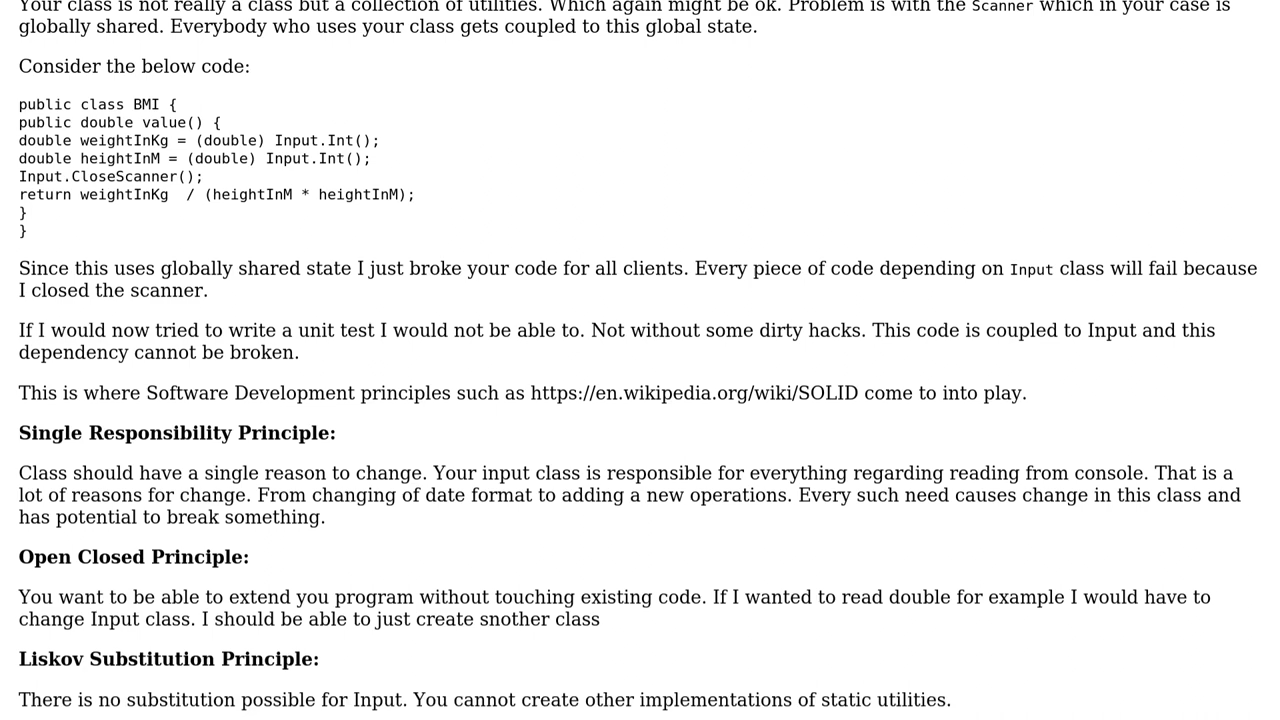 Your class is not really a class but a collection of utilities. Which again might be ok. Problem is with the Scanner which in your case is
globally shared. Everybody who uses your class gets coupled to this global state.
Consider the below code:
public class BMI {
public double value() {
double weightInKg = (double) Input.Int();
double heightInM = (double) Input.Int();
Input.CloseScanner();
return weightInKg  / (heightInM * heightInM);
}
}
Since this uses globally shared state I just broke your code for all clients. Every piece of code depending on Input class will fail because
I closed the scanner.
If I would now tried to write a unit test I would not be able to. Not without some dirty hacks. This code is coupled to Input and this
dependency cannot be broken.
This is where Software Development principles such as https://en.wikipedia.org/wiki/SOLID come to into play.
Single Responsibility Principle:
Class should have a single reason to change. Your input class is responsible for everything regarding reading from console. That is a
lot of reasons for change. From changing of date format to adding a new operations. Every such need causes change in this class and
has potential to break something.
Open Closed Principle:
You want to be able to extend you program without touching existing code. If I wanted to read double for example I would have to
change Input class. I should be able to just create snother class
Liskov Substitution Principle:
There is no substitution possible for Input. You cannot create other implementations of static utilities.